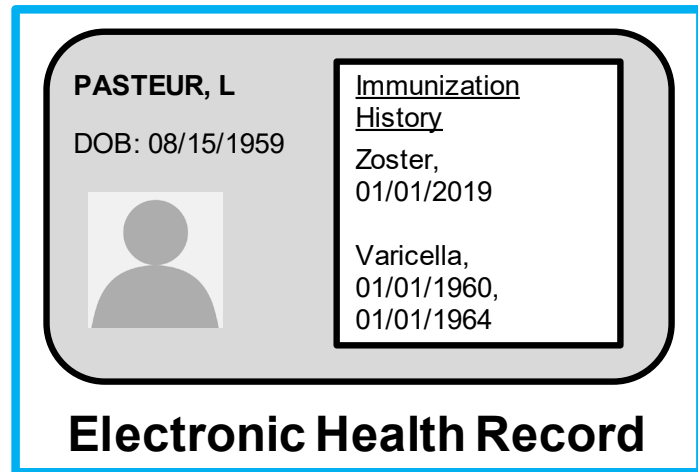 PASTEUR, L
DOB: 08/15/1959
Immunization
History
Zoster,
01/01/2019
Varicella,
01/01/1960,
01/01/1964
Electronic Health Record